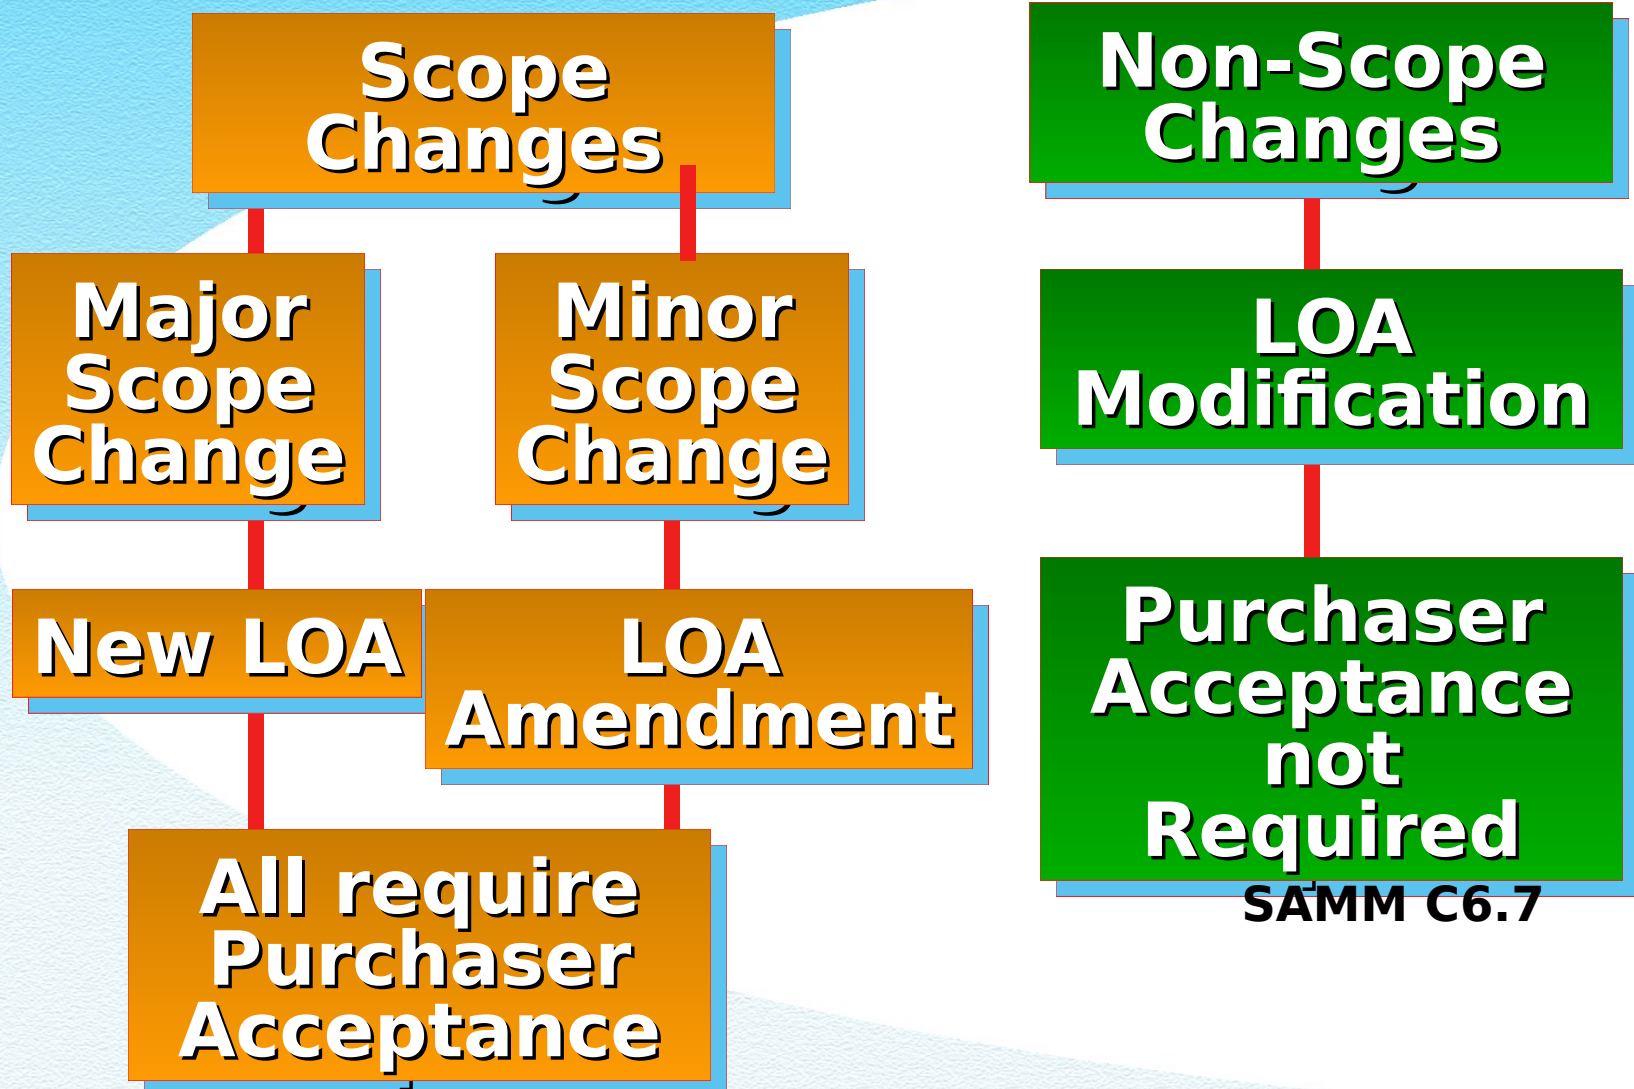 Scope
Changes
Major
Scope
Change
Minor
Scope
Change
New LOA
LOA
Amendment
All require
Purchaser
Acceptance
Non-Scope
Changes
LOA
Modification
Purchaser
Acceptance
not
Required
SAMM C6.7